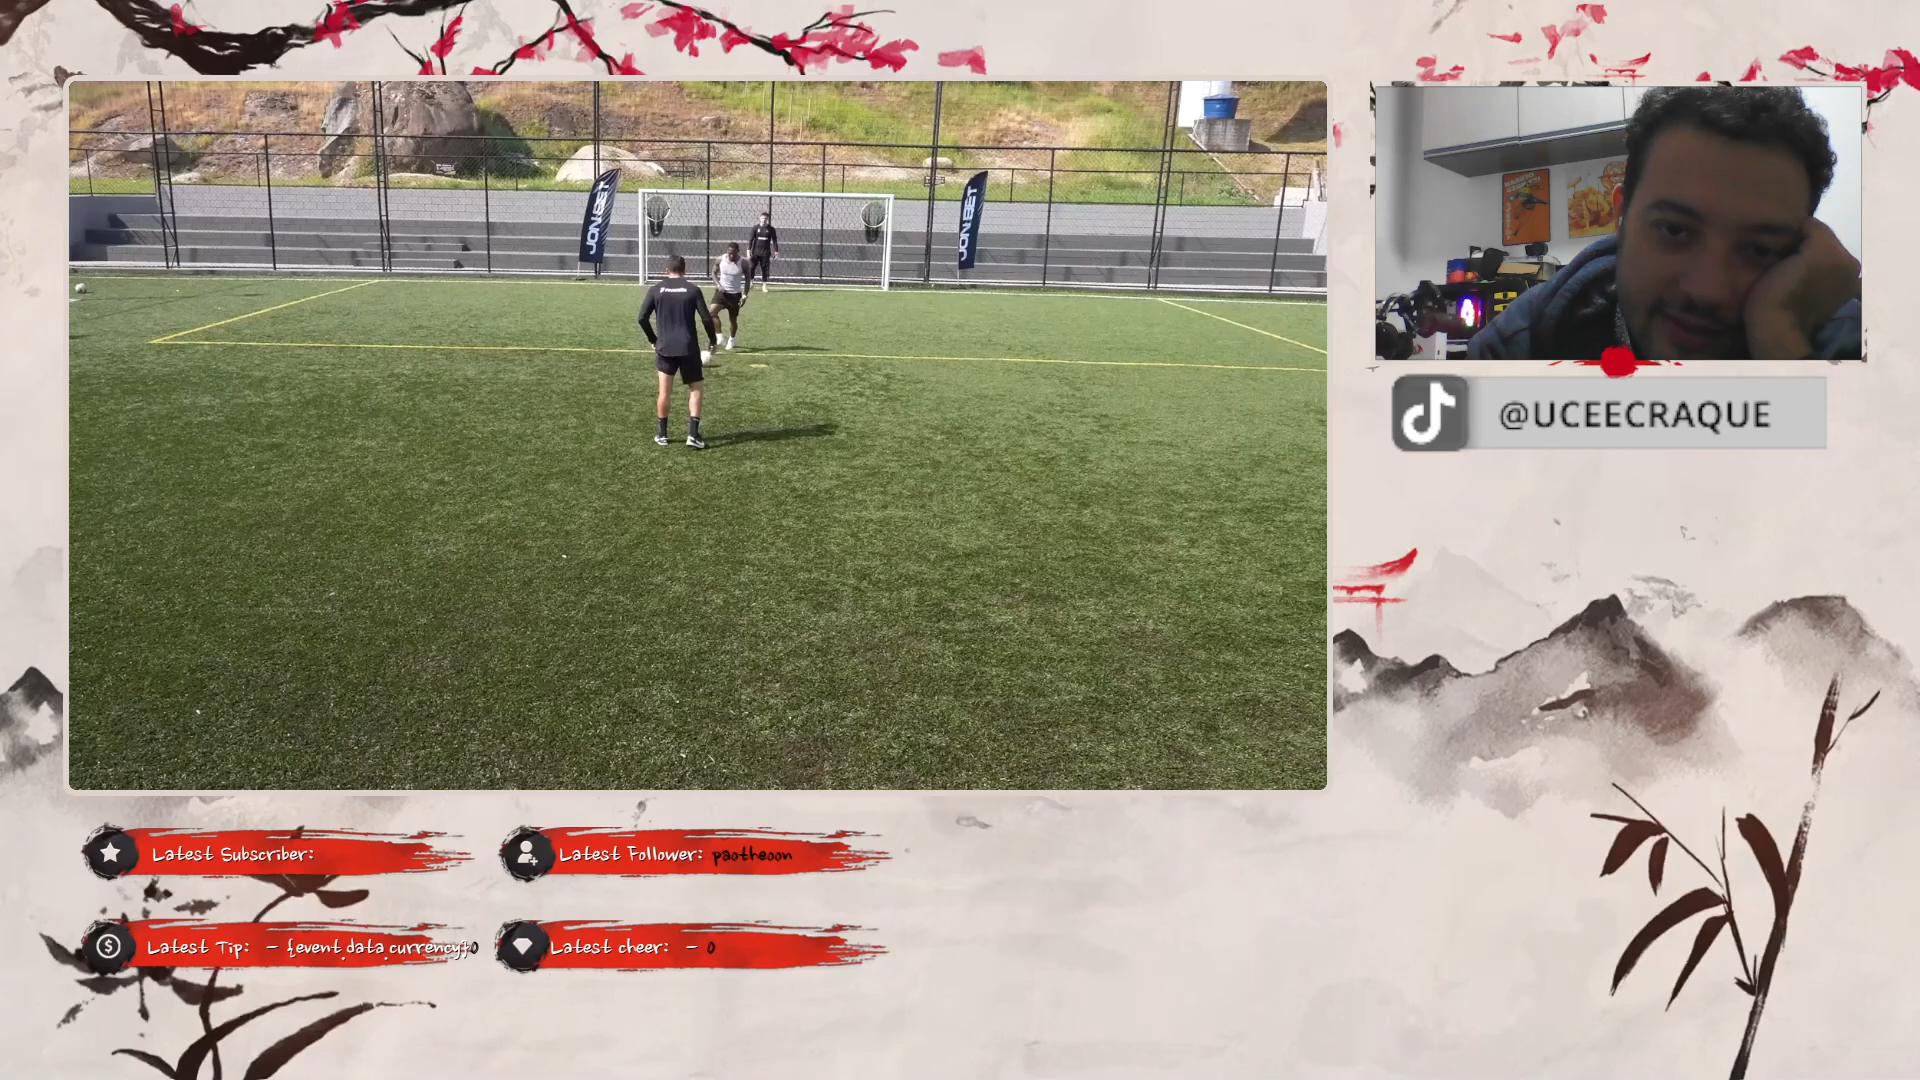 JONBET
JONBET
@UCEECRAQUE
Latest Subscriber:
Latest Follower: paotheoon
Latest Tip: - {event.data.currency}0
Latest cheer: - 0